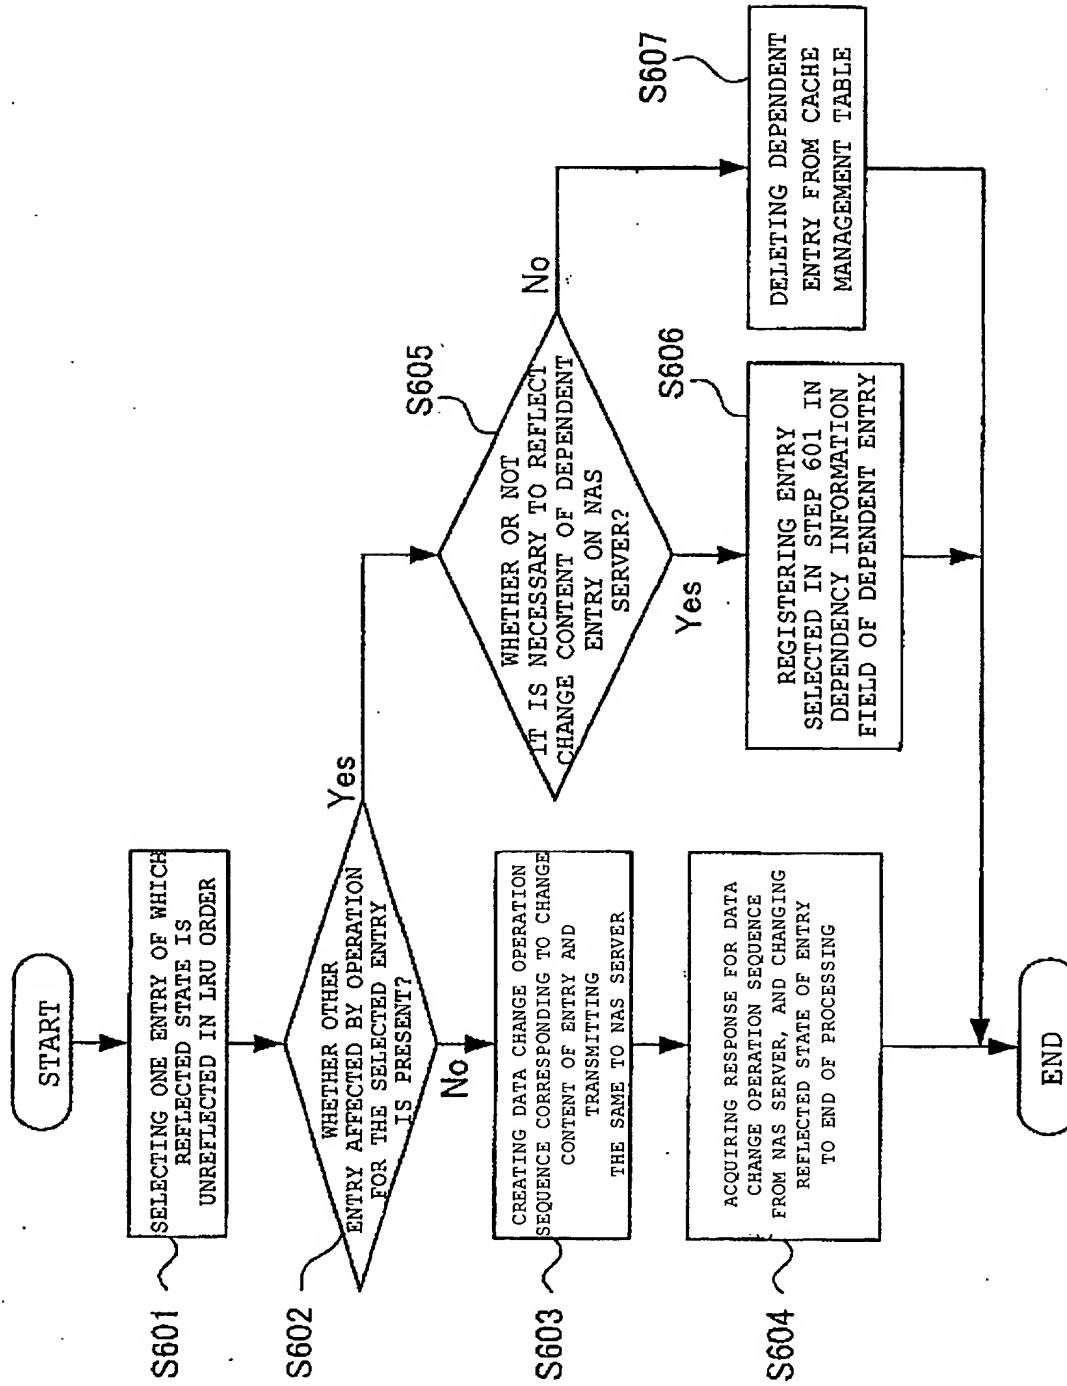 START
S601
SELECTING ONE ENTRY OF WHICH
REFLECTED STATE IS
UNREFLECTED IN LRU ORDER
S602
WHETHER OTHER
ENTRY AFFECTED BY OPERATION
FOR THE SELECTED ENTRY
IS PRESENT?
Yes
No
S603
CREATING DATA CHANGE OPERATION
SEQUENCE CORRESPONDING TO CHANGE
CONTENT OF ENTRY AND
TRANSMITTING
THE SAME TO NAS SERVER
S604
ACQUIRING RESPONSE FOR DATA
CHANGE OPERATION SEQUENCE
FROM NAS SERVER, AND CHANGING
REFLECTED STATE OF ENTRY
TO END OF PROCESSING
S605
WHETHER OR NOT
IT IS NECESSARY TO REFLECT
CHANGE CONTENT OF DEPENDENT
ENTRY ON NAS
SERVER?
No
Yes
S606
REGISTERING ENTRY
SELECTED IN STEP 601 IN
DEPENDENCY INFORMATION
FIELD OF DEPENDENT ENTRY
S607
DELETING DEPENDENT
ENTRY FROM CACHE
MANAGEMENT TABLE
END